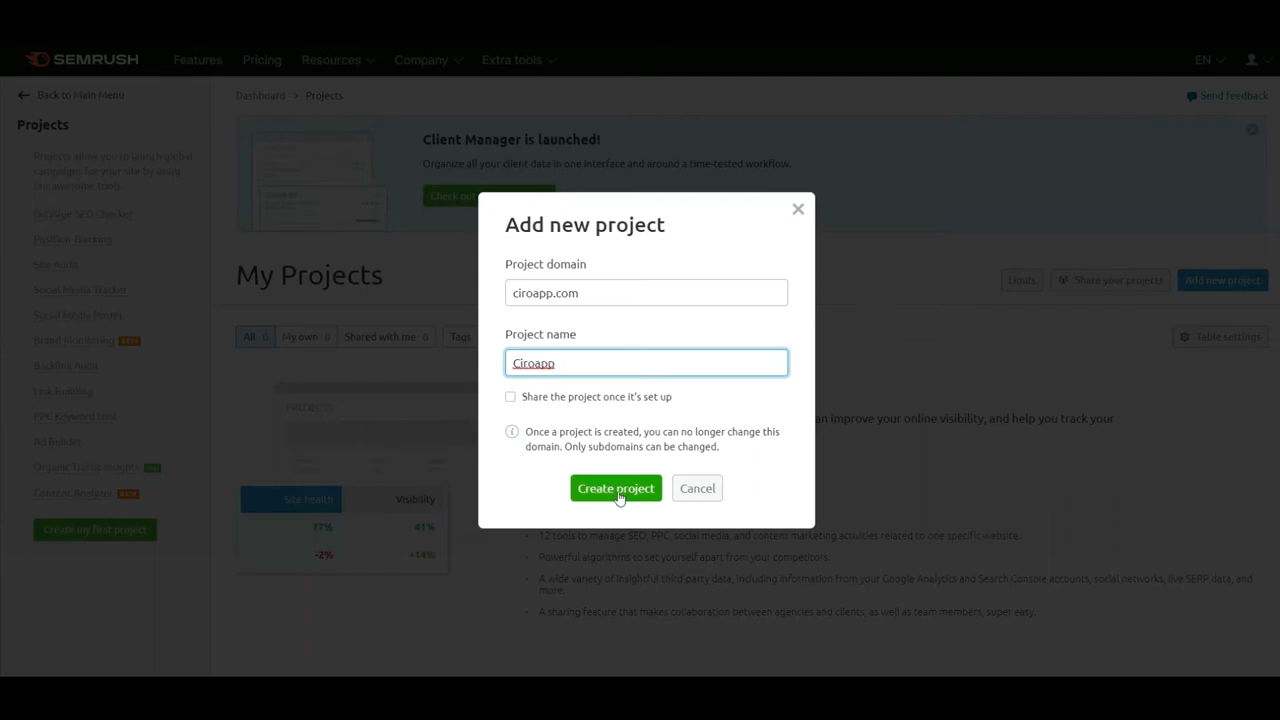 SEMRUSH
Features
Pricing
Resources
Company
Extra tools
EN
Back to Main Menu
Dashboard > Projects
Send feedback
Projects
Projects allow you to launch global
campaigns for your site by using
our awesome tools.
On Page SEO Checker
Position Tracking
Site Audit
Social Media Tracker
Social Media Poster
Brand Monitoring
BETA
Backlink Audit
Link Building
PPC Keyword Tool
Ad Builder
Organic Traffic Insights
Content Analyzer
BETA
Create my first project
Client Manager is launched!
Organize all your client data in one interface and around a time-tested workflow.
Check out
My Projects
Limits
Share your projects
Add new project
All 0
My own 0
Shared with me 0
Tags
Table settings
PROJECTS
an improve your online visibility, and help you track your
Site health
Visibility
77%
41%
-2%
+14%
Add new project
Project domain
ciroapp.com
Project name
Ciroapp
Share the project once it's set up
Once a project is created, you can no longer change this
domain. Only subdomains can be changed.
Create project
Cancel
12 tools to manage SEO, PPC, social media, and content marketing activities related to one specific website.
Powerful algorithms to set yourself apart from your competitors.
A wide variety of insightful third-party data, including information from your Google Analytics and Search Console accounts, social networks, live SERP data, and
more.
A sharing feature that makes collaboration between agencies and clients, as well as team members, super easy.